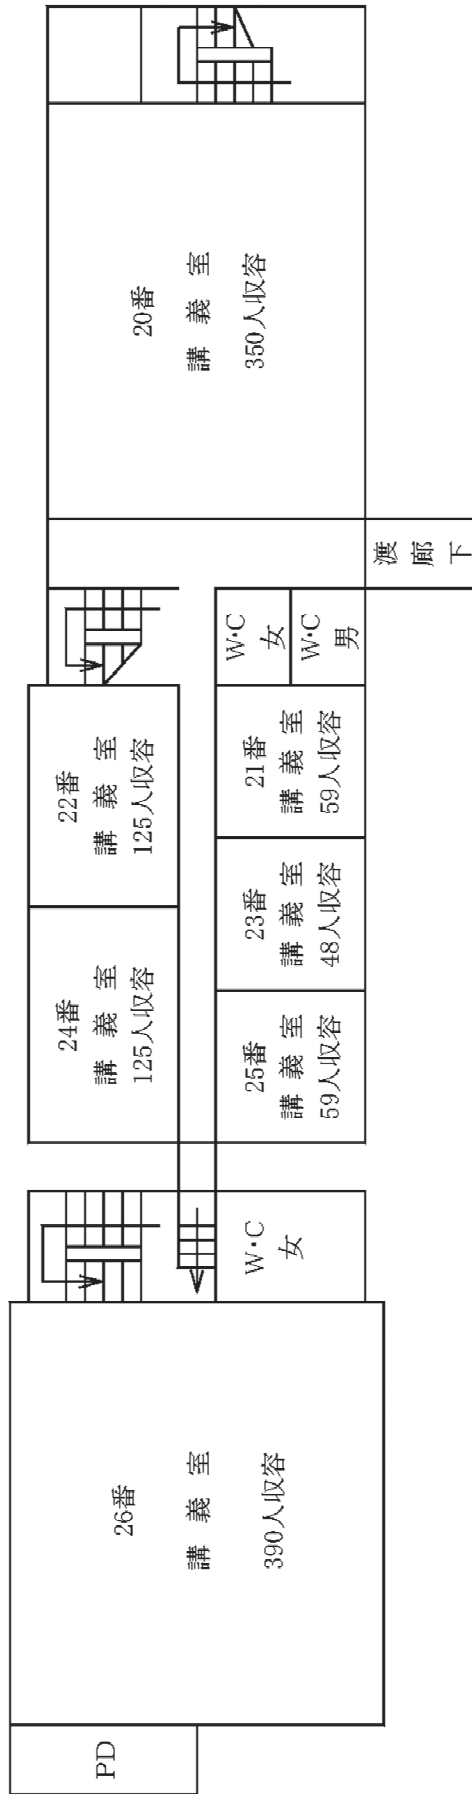 20番
講義室
350人収容
渡廊下
W·C
女
W·C
男
22番
講義室
125人収容
21番
講義室
59人収容
23番
講義室
48人収容
24番
講義室
125人収容
25番
講義室
59人収容
W·C
女
26番
講義室
390人収容
PD